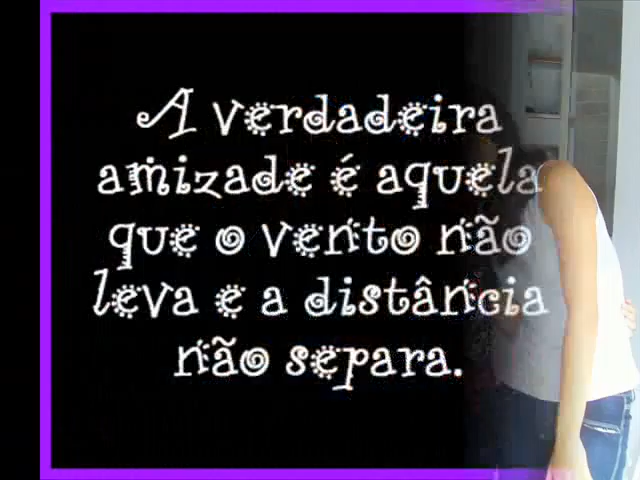 A verdadeira
amizade é aquela
que o vento não
leva e a distância
não separa.